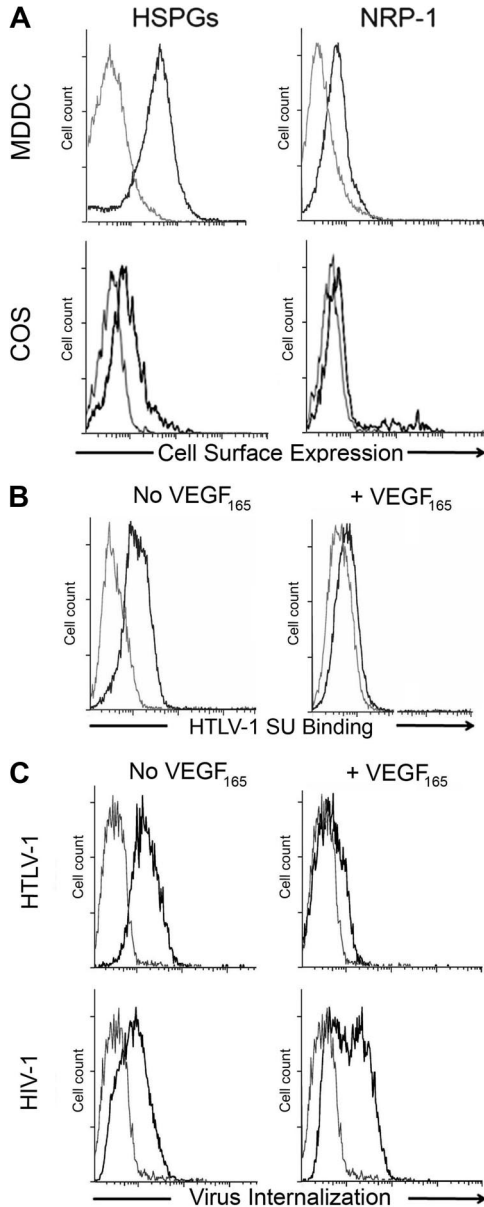 A
HSPGs NRP-1
MDDC
Cell count Cell count
COS
Cell count Cell count
Cell Surface Expression
B
No VEGF165 + VEGF165
Cell count Cell count
HTLV-1 SU Binding
C
No VEGF165 + VEGF165
HTLV-1
Cell count Cell count
HIV-1
Cell count Cell count
Virus Internalization